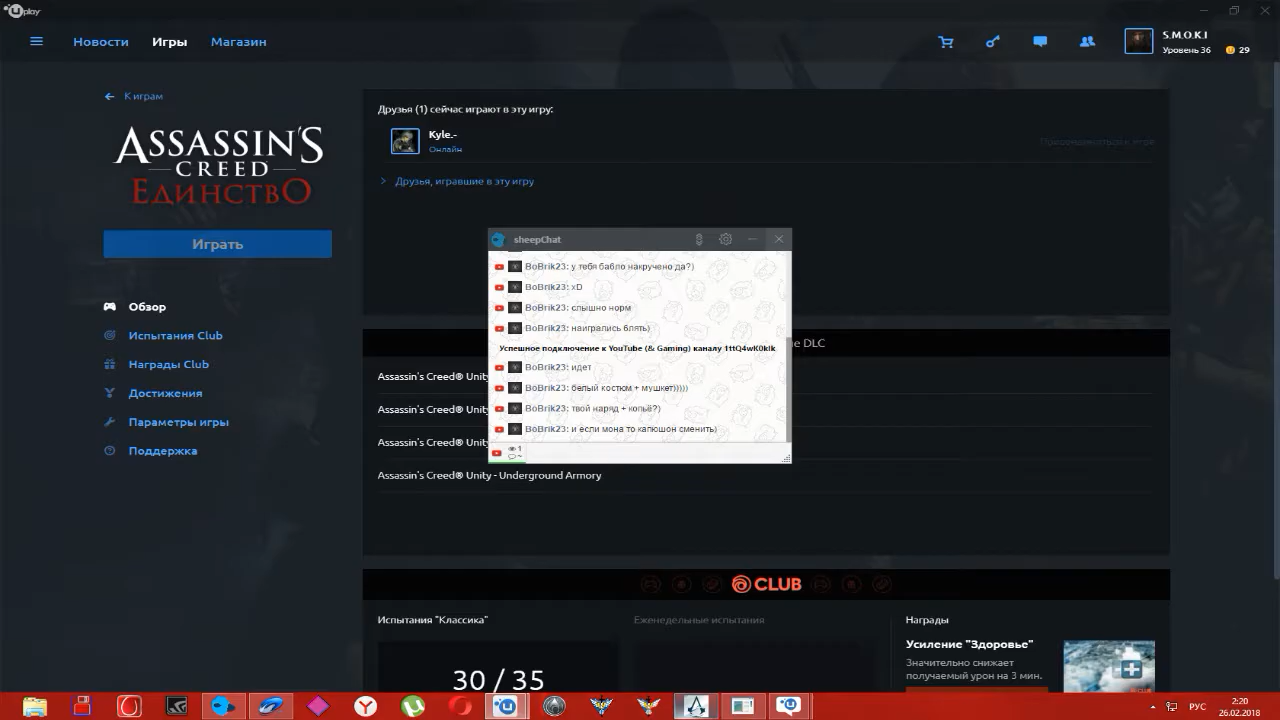 uplay
Новости
Игры
Магазин
S.M.O.K.I
Уровень 36
29
К играм
ASSASSIN'S
CREED
ЕДИНСТВО
Играть
Обзор
Испытания Club
Награды Club
Достижения
Параметры игры
Поддержка
Друзья (1) сейчас играют в эту игру:
Kyle.-
Онлайн
Присоединиться к игре
Друзья, игравшие в эту игру
sheepChat
BoBrik23: у тебя бабло накручено да?)
BoBrik23: xD
BoBrik23: слышно норм
BoBrik23: наигрались блять)
Успешное подключение к YouTube (& Gaming) каналу 1ttQ4wK0kIk
BoBrik23: идет
BoBrik23: белый костюм + мушкет)))))
BoBrik23: твой наряд + копьё?)
BoBrik23: и если мона то капюшон сменить)
1
DLC
Assassin's Creed® Unity
Assassin's Creed® Unity
Assassin's Creed® Unity
Assassin's Creed® Unity - Underground Armory
CLUB
Испытания "Классика"
30 / 35
Еженедельные испытания
Награды
Усиление "Здоровье"
Значительно снижает
получаемый урон на 3 мин.
РУС
2:20
26.02.2018